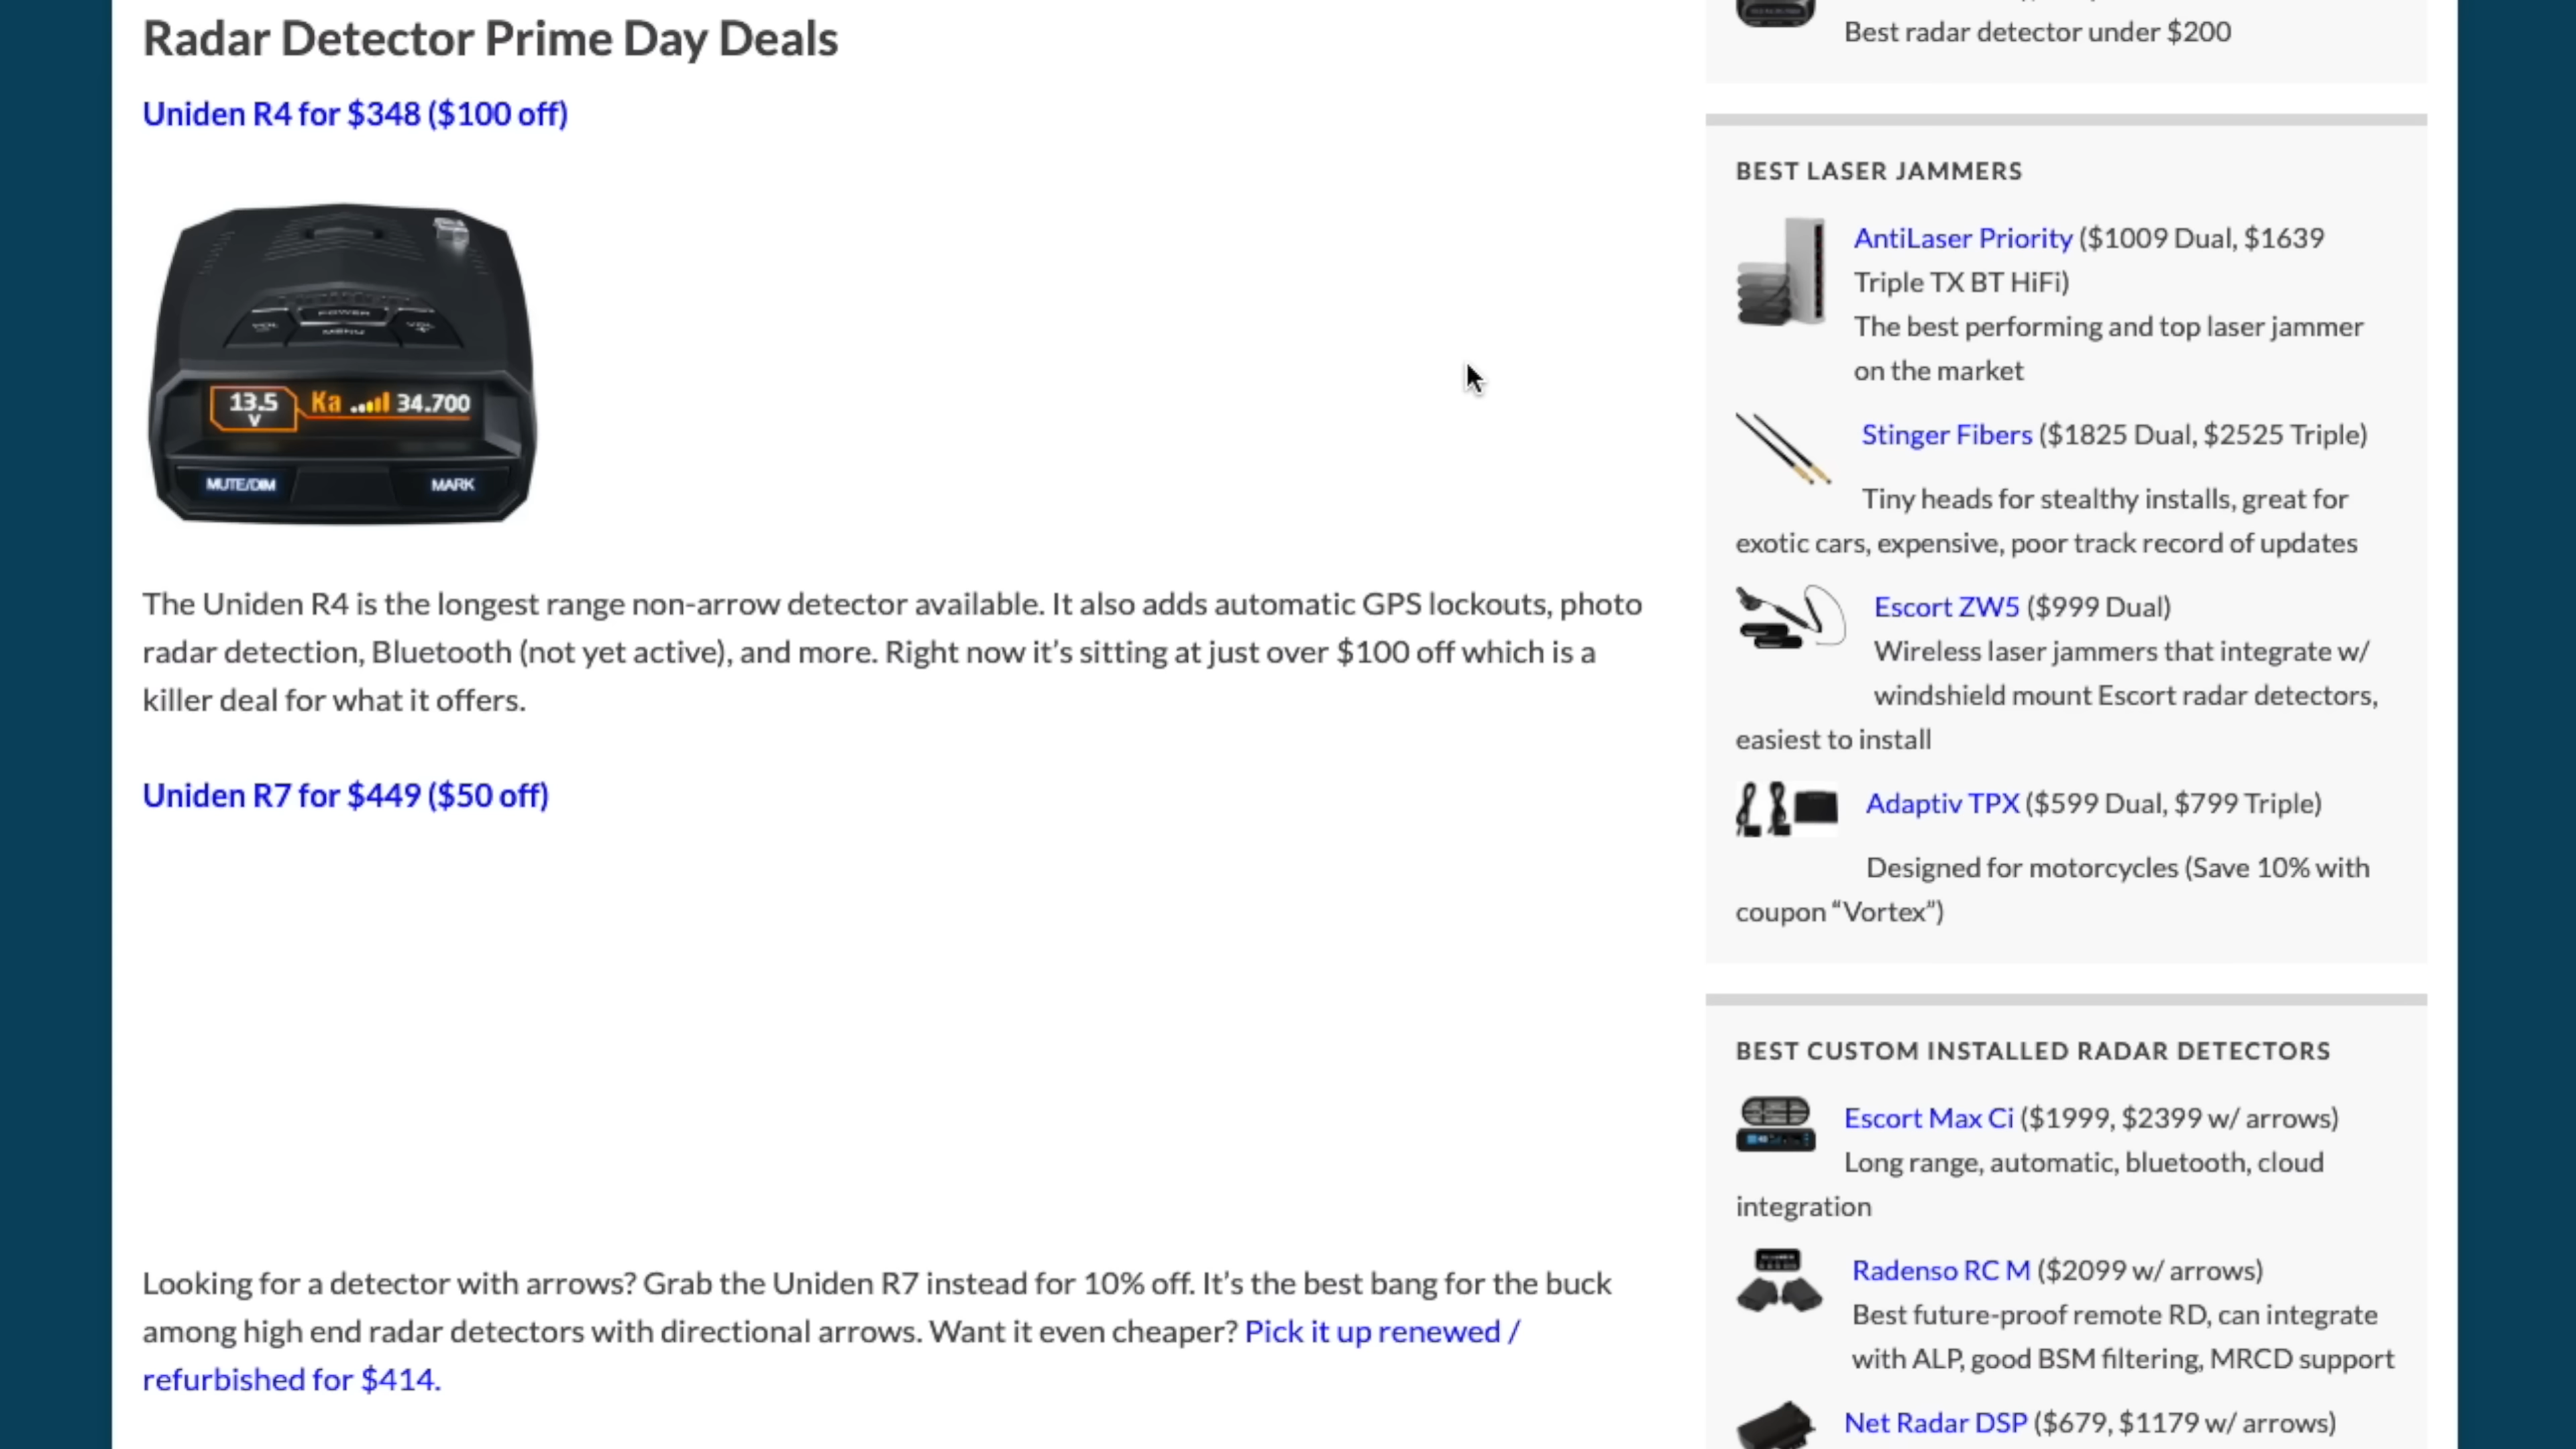 Radar Detector Prime Day Deals
Uniden R4 for $348 ($100 off)
POWER
MENU
13.5
V
Ka
34.700
MUTE/DIM
MARK
The Uniden R4 is the longest range non-arrow detector available. It also adds automatic GPS lockouts, photo
radar detection, Bluetooth (not yet active), and more. Right now it's sitting at just over $100 off which is a
killer deal for what it offers.
Uniden R7 for $449 ($50 off)
Looking for a detector with arrows? Grab the Uniden R7 instead for 10% off. It's the best bang for the buck
among high end radar detectors with directional arrows. Want it even cheaper? Pick it up renewed /
refurbished for $414.
Best radar detector under $200
BEST LASER JAMMERS
AntiLaser Priority ($1009 Dual, $1639
Triple TX BT HiFi)
The best performing and top laser jammer
on the market
Stinger Fibers ($1825 Dual, $2525 Triple)
Tiny heads for stealthy installs, great for
exotic cars, expensive, poor track record of updates
Escort ZW5 ($999 Dual)
Wireless laser jammers that integrate w/
windshield mount Escort radar detectors,
easiest to install
Adaptiv TPX ($599 Dual, $799 Triple)
Designed for motorcycles (Save 10% with
coupon “Vortex”)
BEST CUSTOM INSTALLED RADAR DETECTORS
Escort Max Ci ($1999, $2399 w/ arrows)
Long range, automatic, bluetooth, cloud
integration
Radenso RC M ($2099 w/ arrows)
Best future-proof remote RD, can integrate
with ALP, good BSM filtering, MRCD support
Net Radar DSP ($679, $1179 w/ arrows)